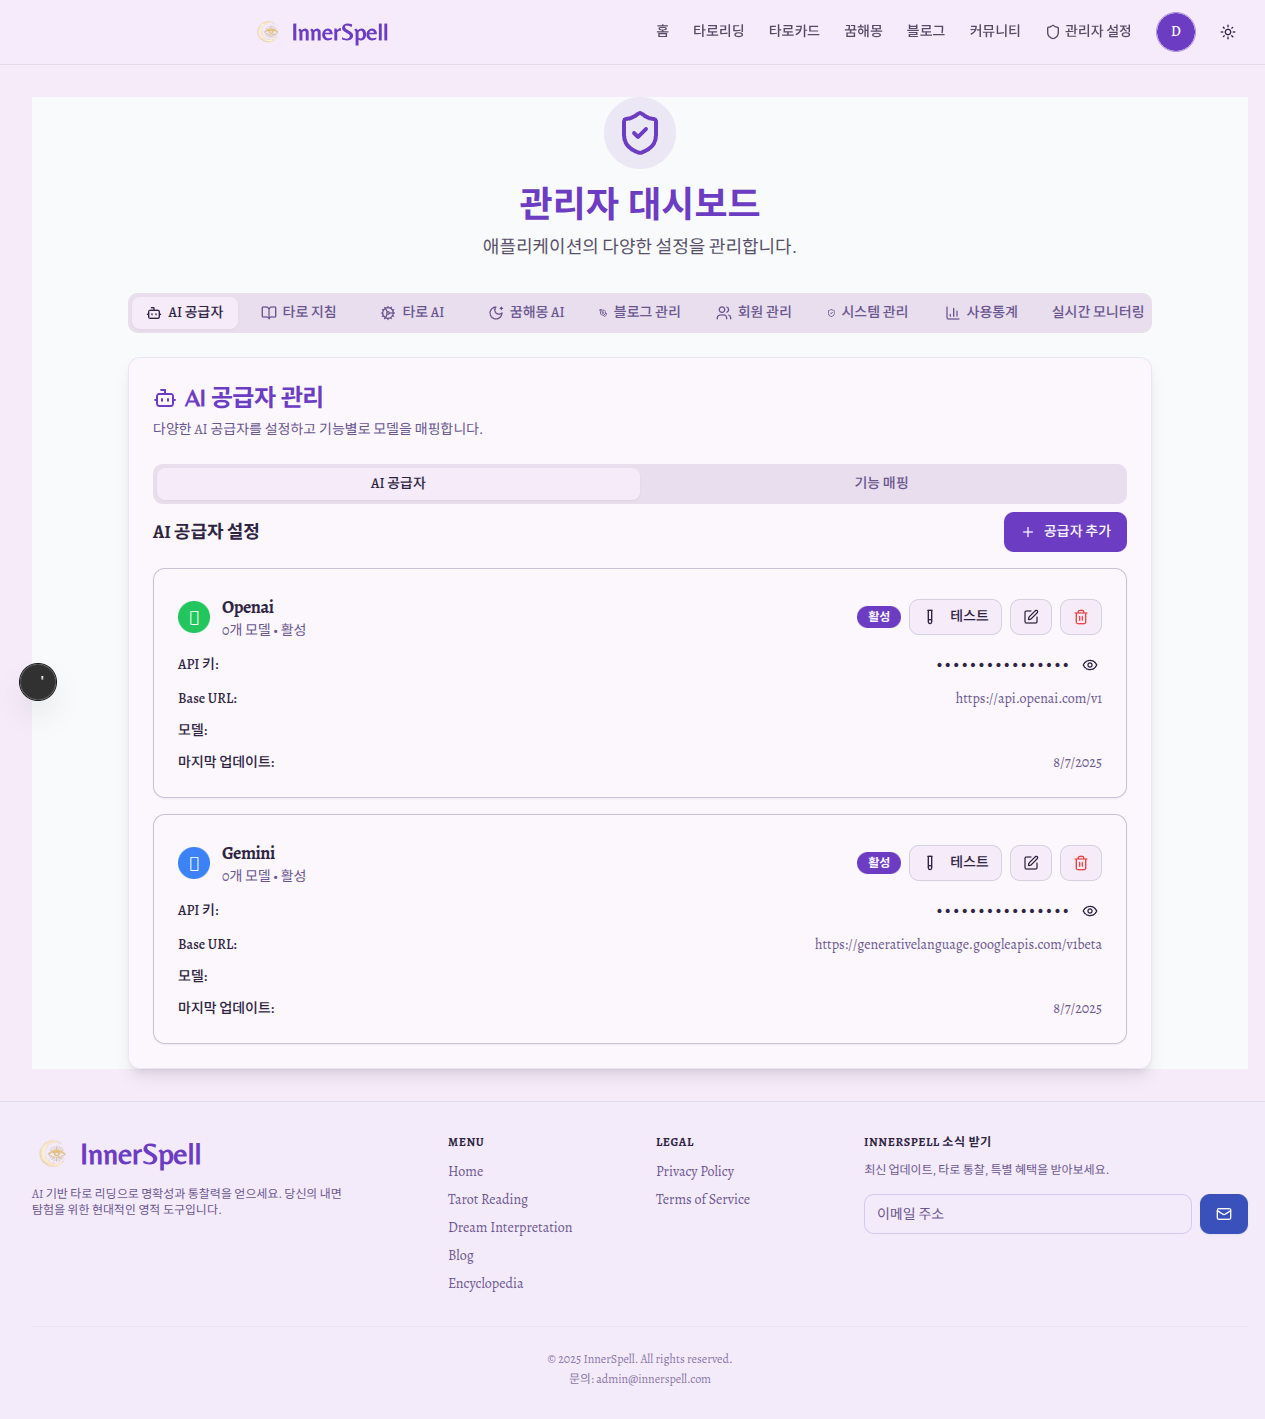 InnerSpell
홈
타로리딩
타로카드
꿈해몽
블로그
커뮤니티
관리자 설정
D
관리자 대시보드
애플리케이션의 다양한 설정을 관리합니다.
AI 공급자
타로 지침
타로 AI
꿈해몽 AI
블로그 관리
회원 관리
시스템 관리
사용통계
실시간 모니터링
AI 공급자 관리
다양한 AI 공급자를 설정하고 기능별로 모델을 매핑합니다.
AI 공급자
기능 매핑
AI 공급자 설정
공급자 추가
Openai
0개 모델 • 활성
활성
테스트
API 키:
••••••••••••••••
Base URL:
https://api.openai.com/v1
모델:
마지막 업데이트:
8/7/2025
Gemini
0개 모델 • 활성
활성
테스트
API 키:
••••••••••••••••
Base URL:
https://generativelanguage.googleapis.com/v1beta
모델:
마지막 업데이트:
8/7/2025
InnerSpell
AI 기반 타로 리딩으로 명확성과 통찰력을 얻으세요. 당신의 내면
탐험을 위한 현대적인 영적 도구입니다.
MENU
Home
Tarot Reading
Dream Interpretation
Blog
Encyclopedia
LEGAL
Privacy Policy
Terms of Service
INNERSPELL 소식 받기
최신 업데이트, 타로 통찰, 특별 혜택을 받아보세요.
이메일 주소
© 2025 InnerSpell. All rights reserved.
문의: admin@innerspell.com